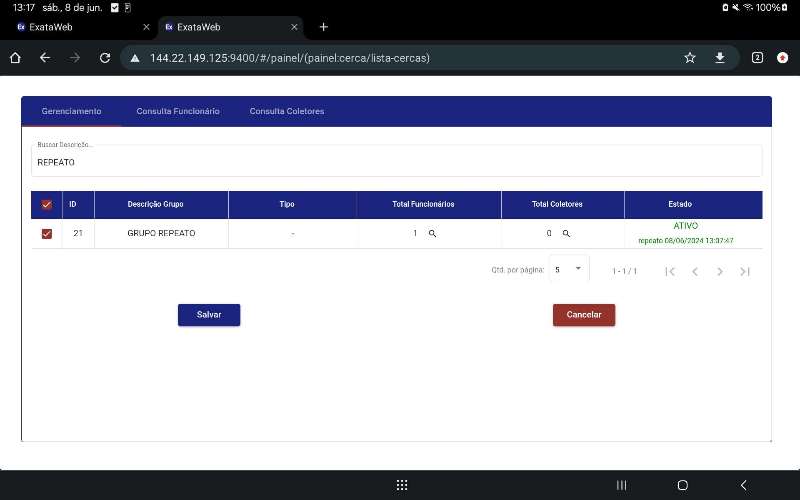 13:17 sáb., 8 de jun. 100%
ExataWeb ExataWeb
144.22.149.125:9400/#/painel/(painel:cerca/lista-cercas) 2
Gerenciamento Consulta Funcionário Consulta Coletores
Buscar Descrição...
REPEATO
ID Descrição Grupo Tipo Total Funcionários Total Coletores Estado
21 GRUPO REPEATO - 1 0 ATIVO
repeato 08/06/2024 13:07:47
Qtd. por página: 5 1 - 1 / 1
Salvar Cancelar